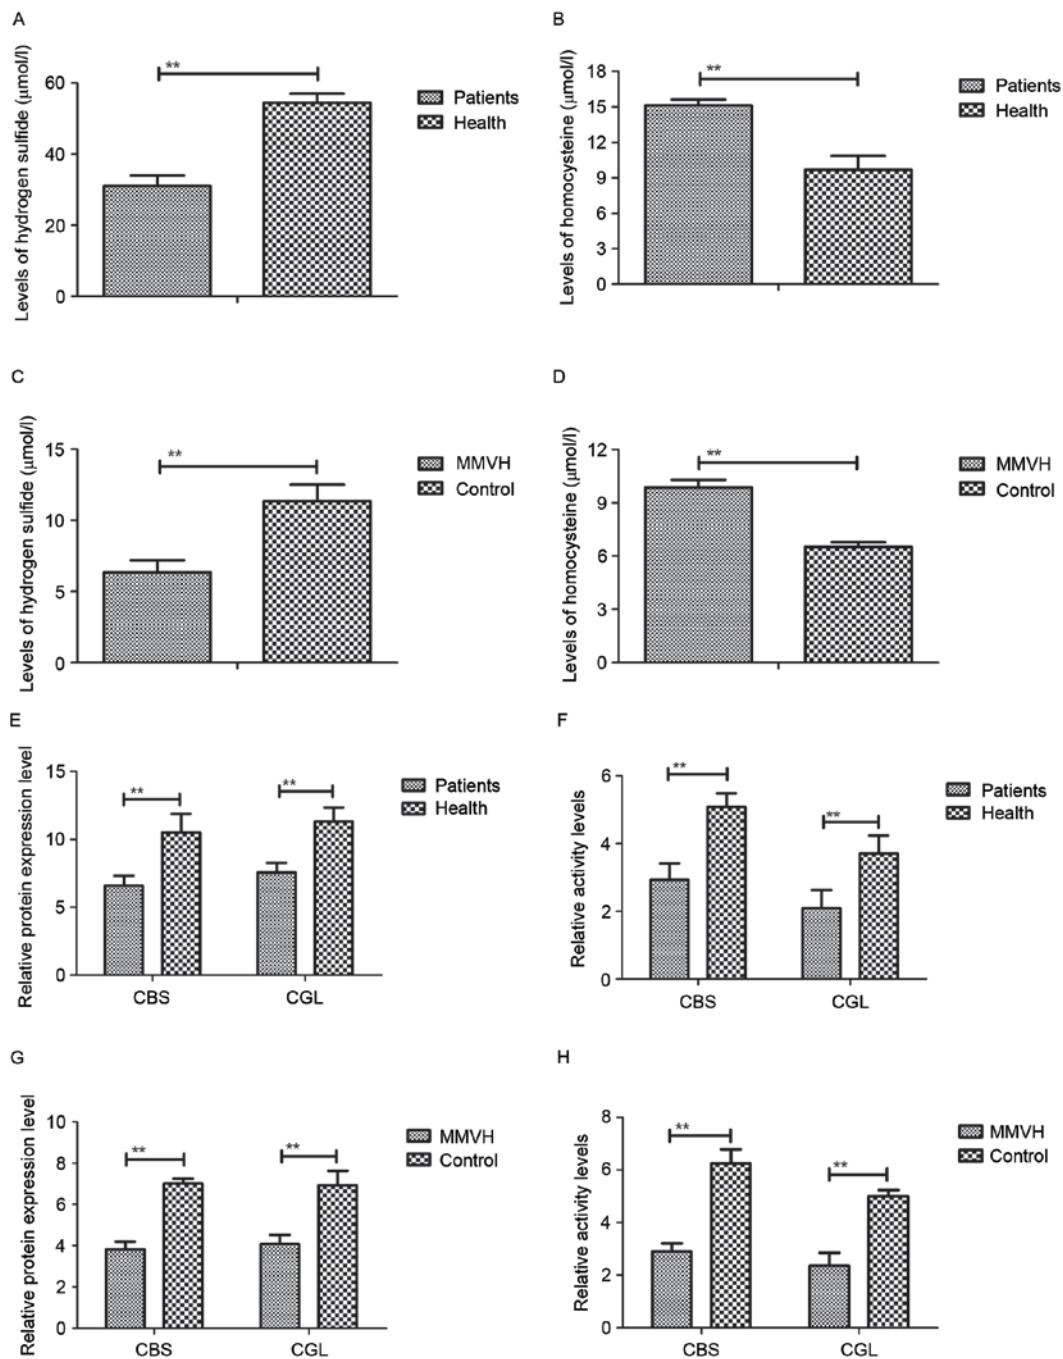 A
Levels of hydrogen sulfide (μmol/l)
60
40
20
0
**
Patients
Health
B
Levels of homocysteine (μmol/l)
18
15
12
9
6
3
0
**
Patients
Health
C
Levels of hydrogen sulfide (μmol/l)
15
10
5
0
**
MMVH
Control
D
Levels of homocysteine (μmol/l)
12
9
6
3
0
**
MMVH
Control
E
Relative protein expression level
15
10
5
0
**
**
CBS
CGL
Patients
Health
F
Relative activity levels
6
4
2
0
**
**
CBS
CGL
Patients
Health
G
Relative protein expression level
10
8
6
4
2
0
**
**
CBS
CGL
MMVH
Control
H
Relative activity levels
8
6
4
2
0
**
**
CBS
CGL
MMVH
Control